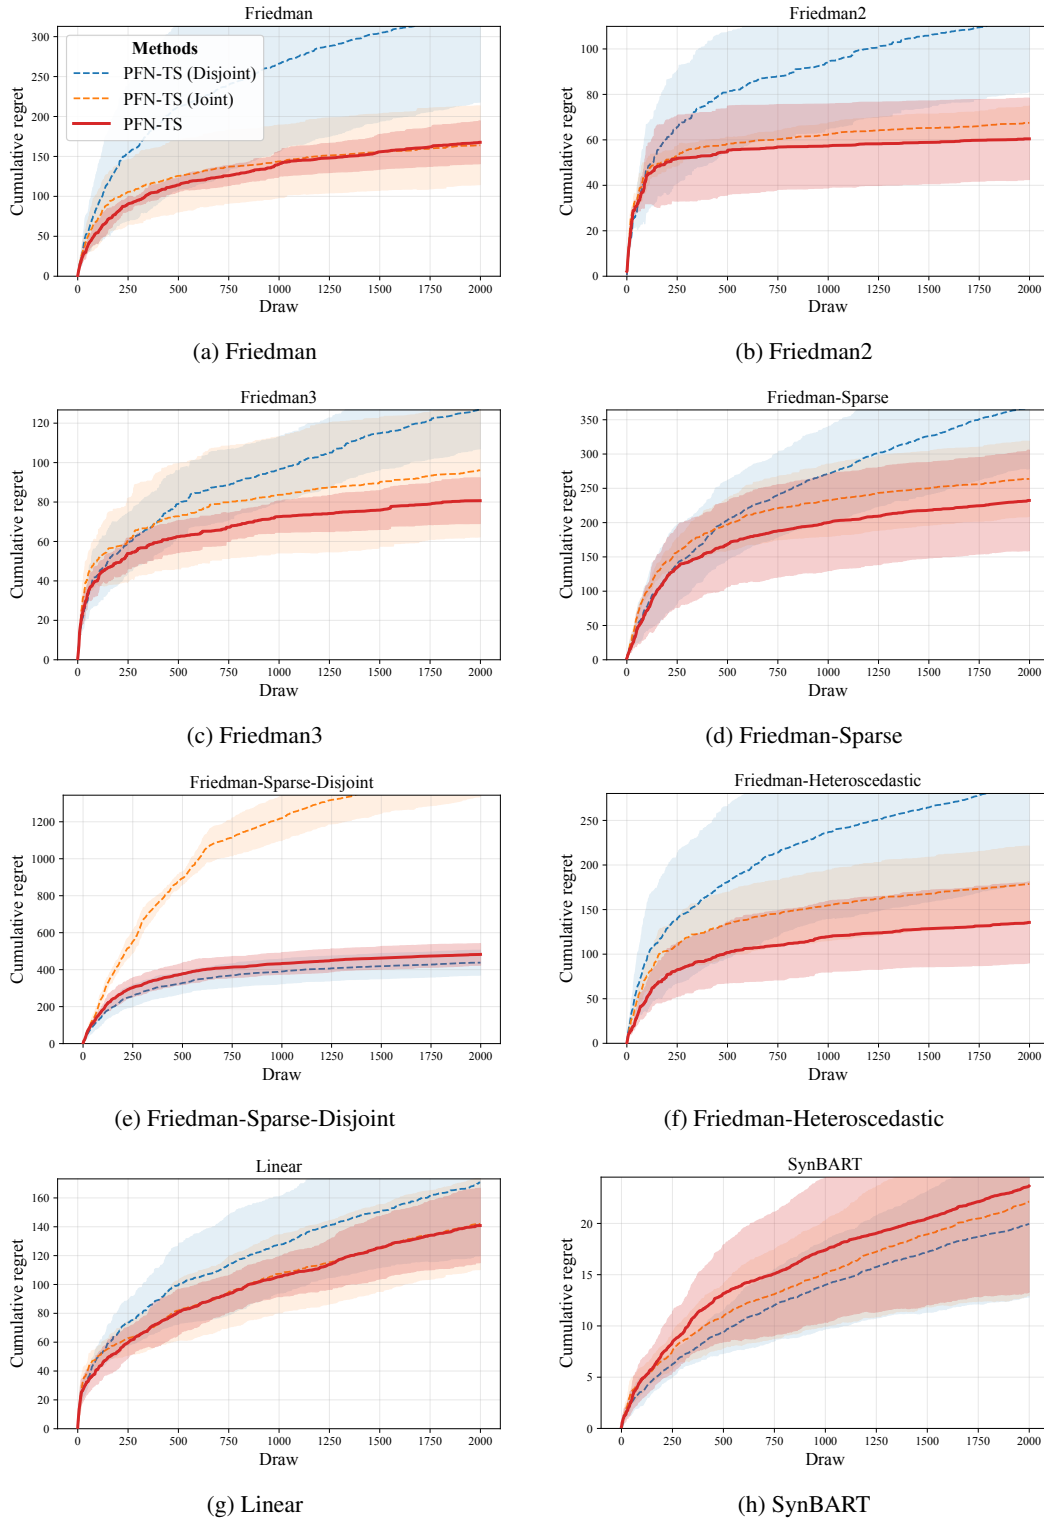 Friedman
Cumulative regret
300
250
200
150
100
50
0
Methods
PFN-TS (Disjoint)
PFN-TS (Joint)
PFN-TS
0 250 500 750 1000 1250 1500 1750 2000
Draw
(a) Friedman
Friedman2
Cumulative regret
100
80
60
40
20
0
0 250 500 750 1000 1250 1500 1750 2000
Draw
(b) Friedman2
Friedman3
Cumulative regret
120
100
80
60
40
20
0
0 250 500 750 1000 1250 1500 1750 2000
Draw
(c) Friedman3
Friedman-Sparse
Cumulative regret
350
300
250
200
150
100
50
0
0 250 500 750 1000 1250 1500 1750 2000
Draw
(d) Friedman-Sparse
Friedman-Sparse-Disjoint
Cumulative regret
1200
1000
800
600
400
200
0
0 250 500 750 1000 1250 1500 1750 2000
Draw
(e) Friedman-Sparse-Disjoint
Friedman-Heteroscedastic
Cumulative regret
250
200
150
100
50
0
0 250 500 750 1000 1250 1500 1750 2000
Draw
(f) Friedman-Heteroscedastic
Linear
Cumulative regret
160
140
120
100
80
60
40
20
0
0 250 500 750 1000 1250 1500 1750 2000
Draw
(g) Linear
SynBART
Cumulative regret
20
15
10
5
0
0 250 500 750 1000 1250 1500 1750 2000
Draw
(h) SynBART